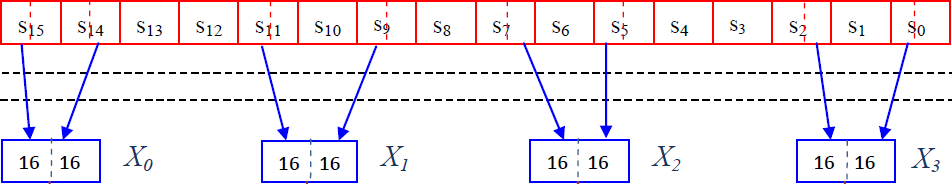 S₁₅ S₁₄ S₁₃ S₁₂ S₁₁ S₁₀ S₉ S₈ S₇ S₆ S₅ S₄ S₃ S₂ S₁ S₀
16 16 X₀ 16 16 X₁ 16 16 X₂ 16 16 X₃